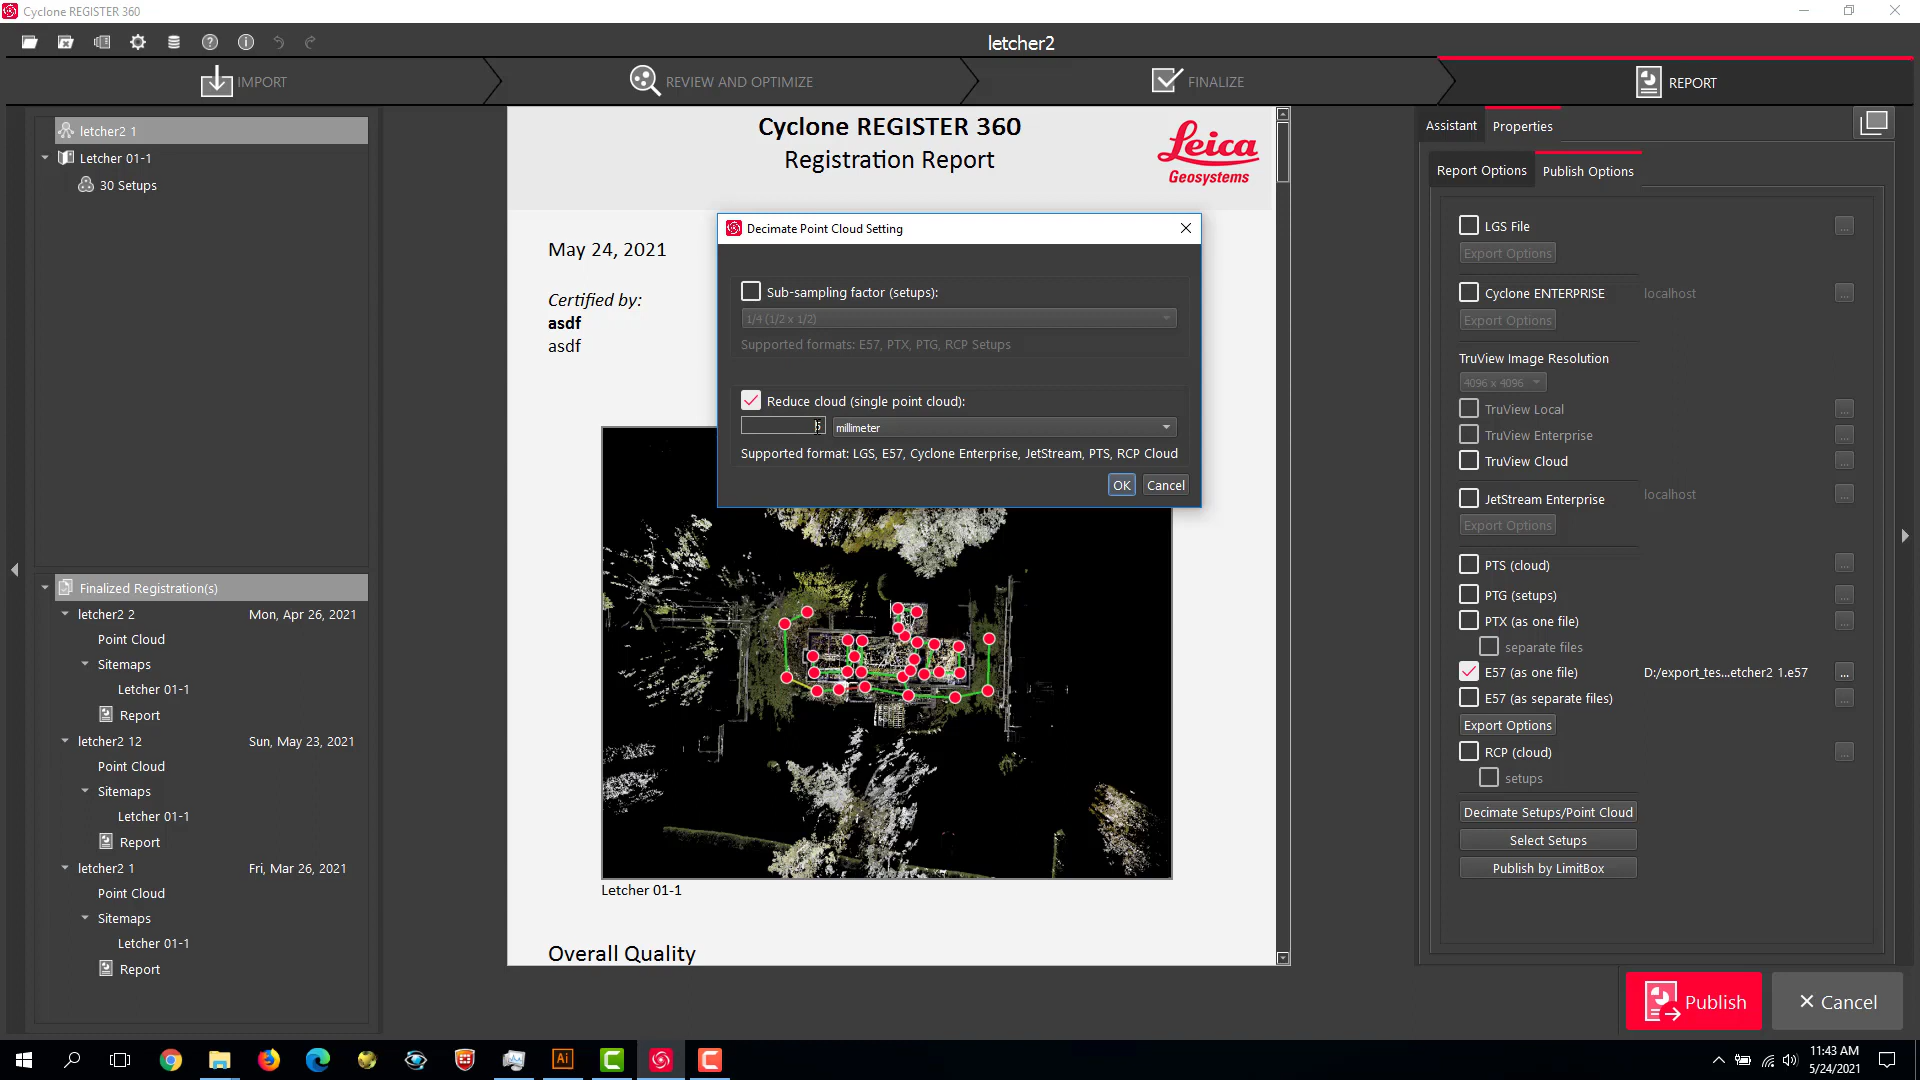 Cyclone REGISTER 360
letcher2
IMPORT
REVIEW AND OPTIMIZE
FINALIZE
REPORT
letcher2 1
Letcher 01-1
30 Setups
Finalized Registration(s)
letcher2 2 Mon, Apr 26, 2021
Point Cloud
Sitemaps
Letcher 01-1
Report
letcher2 12 Sun, May 23, 2021
Point Cloud
Sitemaps
Letcher 01-1
Report
letcher2 1 Fri, Mar 26, 2021
Point Cloud
Sitemaps
Letcher 01-1
Report
Cyclone REGISTER 360
Registration Report
Leica
Geosystems
May 24, 2021
Certified by:
asdf
asdf
Decimate Point Cloud Setting
Sub-sampling factor (setups):
1/4 (1/2 x 1/2)
Supported formats: E57, PTX, PTG, RCP Setups
Reduce cloud (single point cloud):
millimeter
Supported format: LGS, E57, Cyclone Enterprise, JetStream, PTS, RCP Cloud
OK Cancel
Letcher 01-1
Overall Quality
Assistant Properties
Report Options Publish Options
LGS File ...
Export Options
Cyclone ENTERPRISE localhost ...
Export Options
TruView Image Resolution
4096 x 4096
TruView Local ...
TruView Enterprise ...
TruView Cloud ...
JetStream Enterprise localhost ...
Export Options
PTS (cloud) ...
PTG (setups) ...
PTX (as one file) ...
separate files
E57 (as one file) D:/export_tes...etcher2 1.e57 ...
E57 (as separate files) ...
Export Options
RCP (cloud) ...
setups
Decimate Setups/Point Cloud
Select Setups
Publish by LimitBox
Publish
Cancel
Ai
11:43 AM
5/24/2021